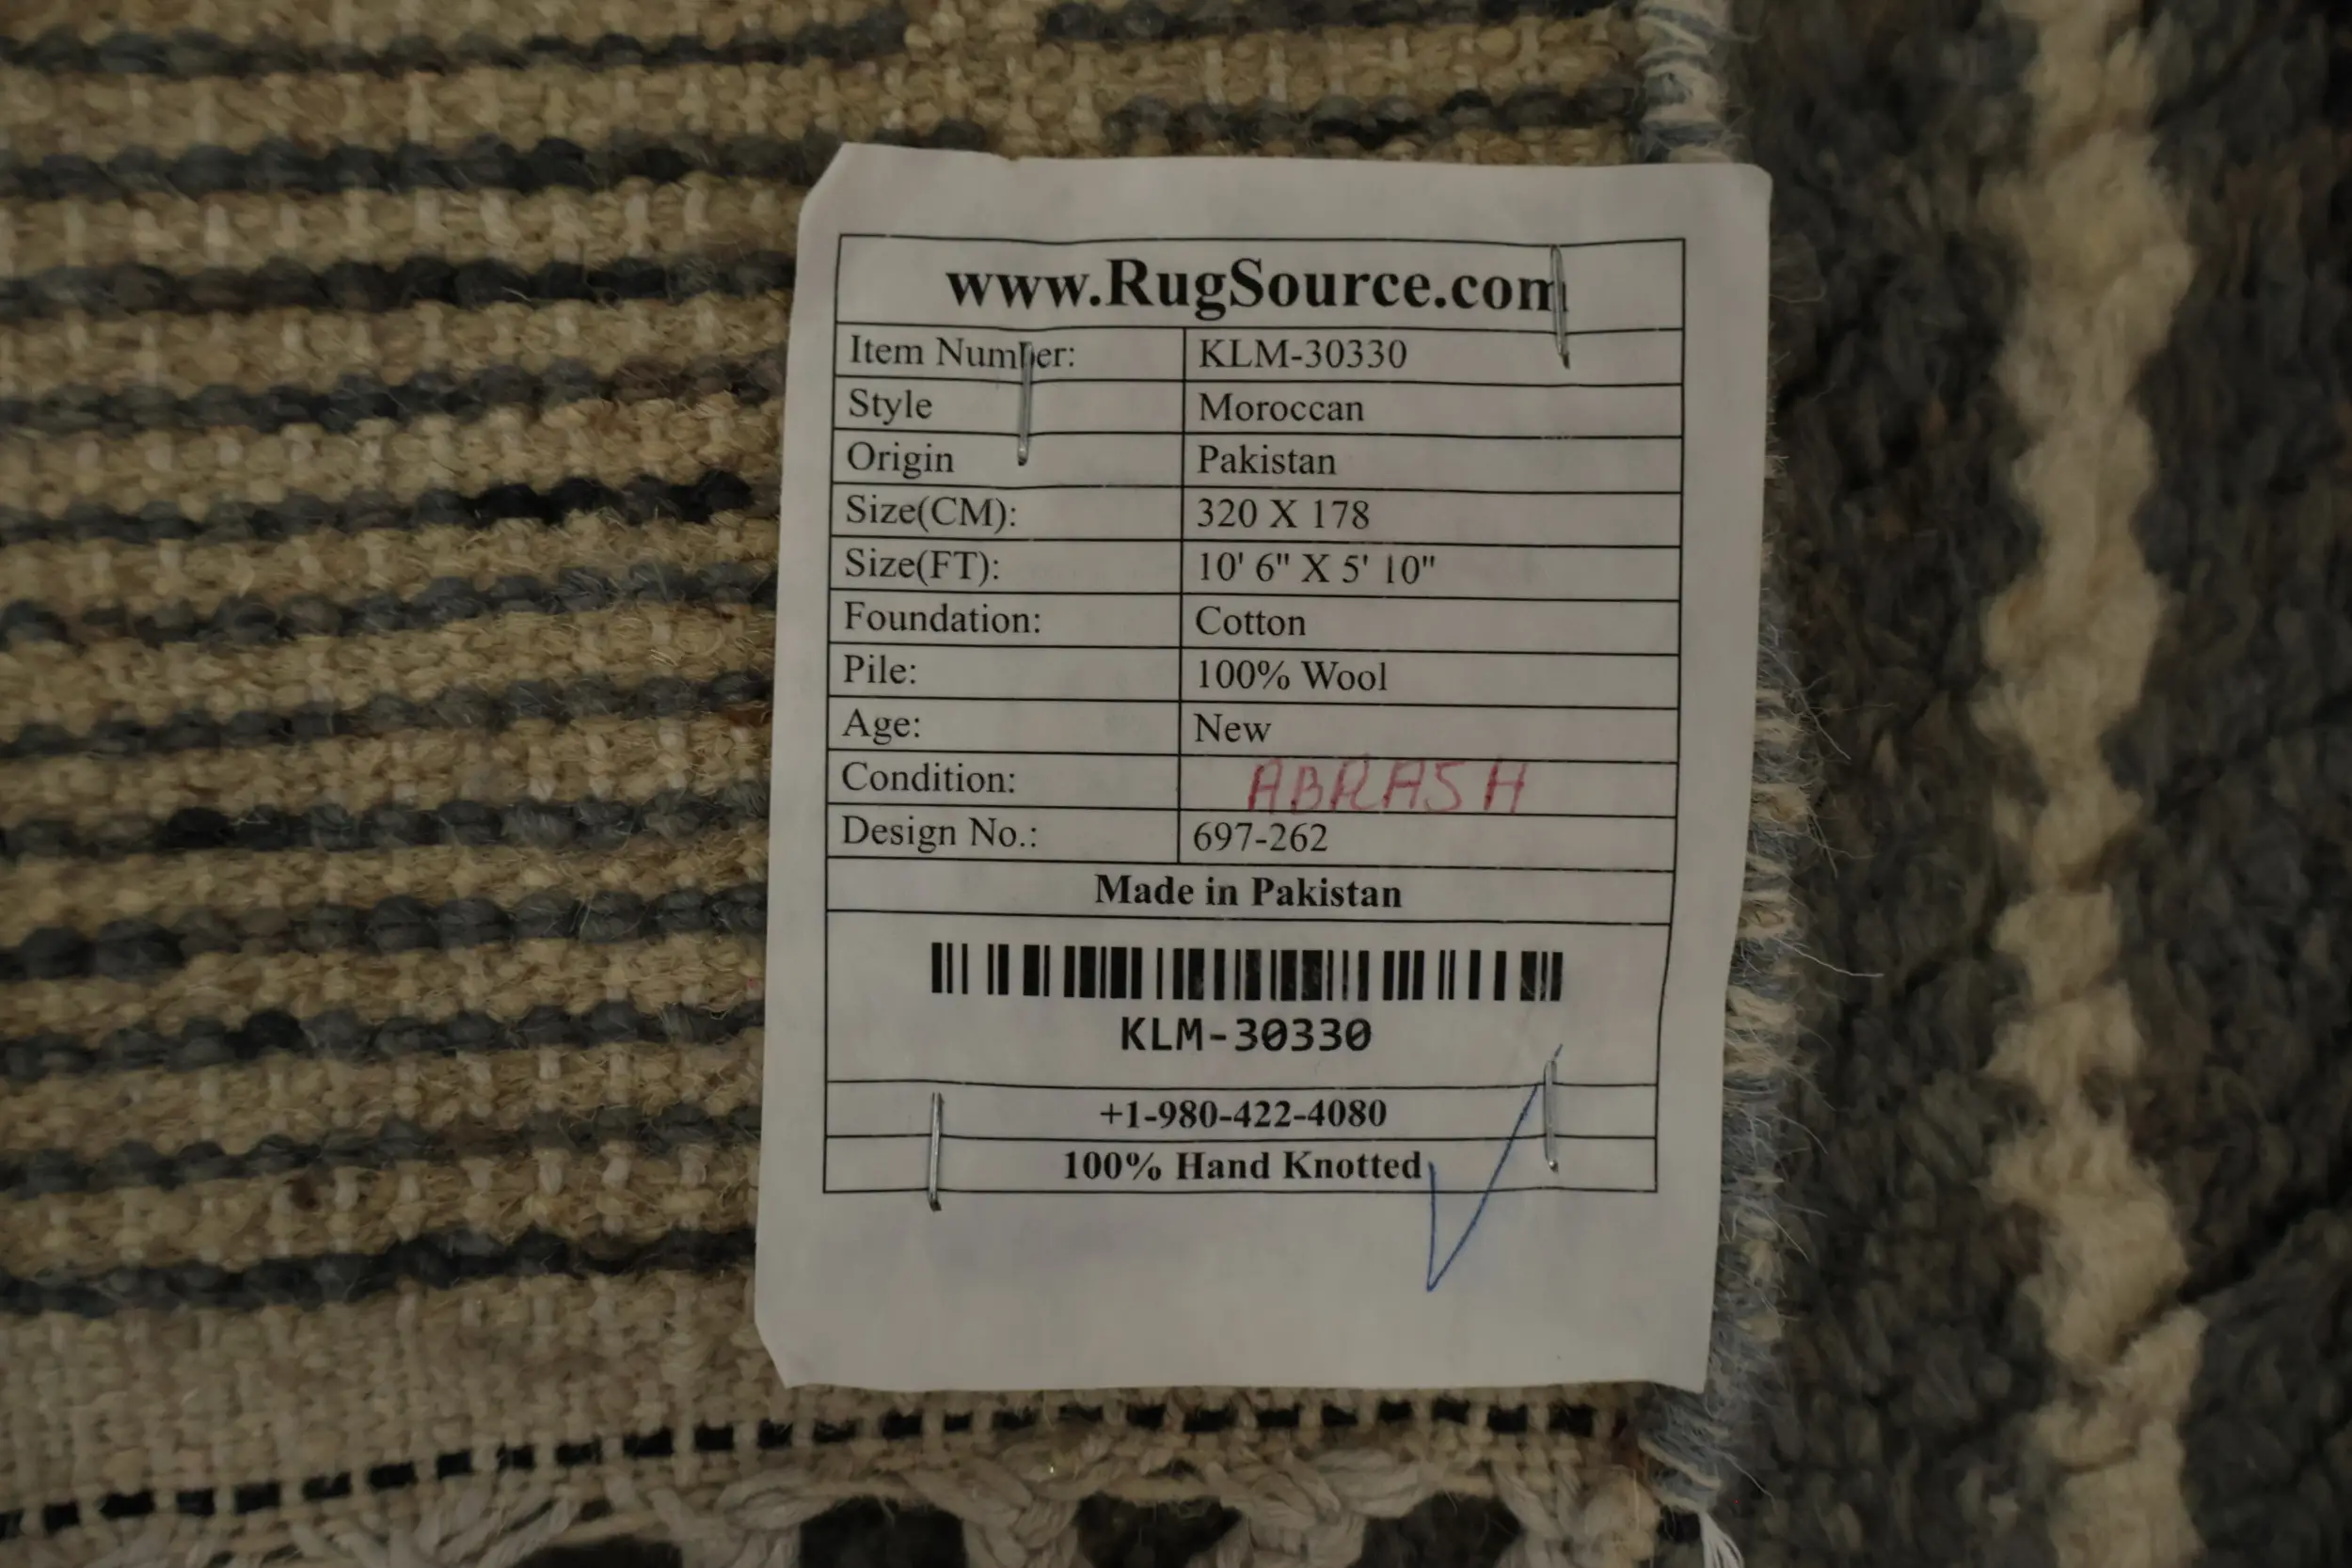 www.RugSource.com
Item Number: KLM-30330
Style Moroccan
Origin Pakistan
Size(CM): 320 X 178
Size(FT): 10' 6" X 5' 10"
Foundation: Cotton
Pile: 100% Wool
Age: New
Condition: ABRASH
Design No.: 697-262
Made in Pakistan
KLM-30330
+1-980-422-4080
100% Hand Knotted